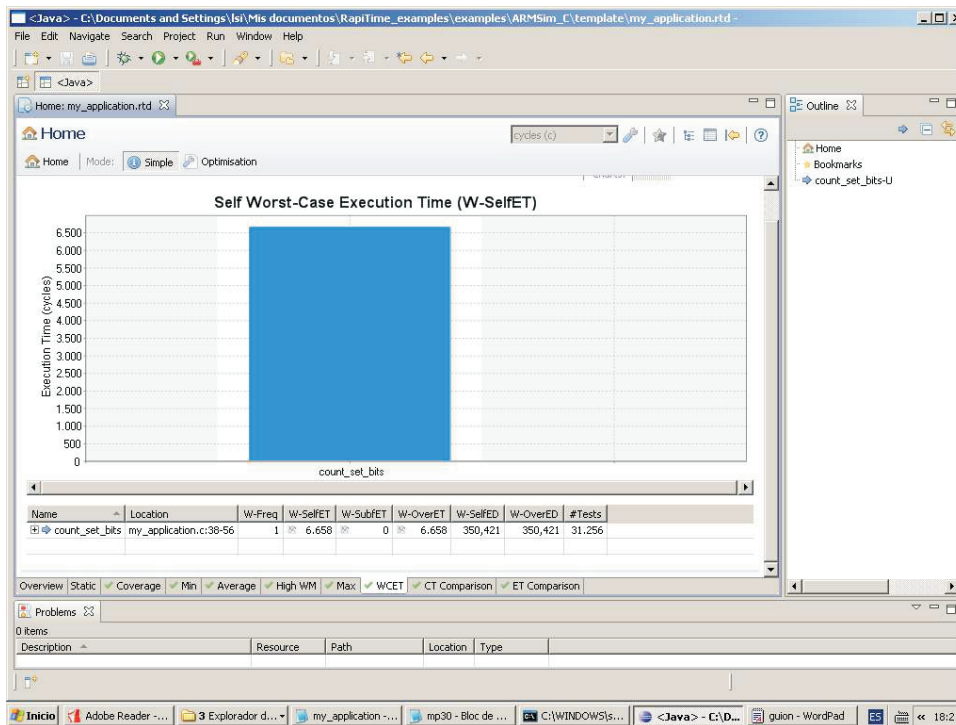 <Java> - C:\Documents and Settings\lsi\Mis documentos\RapiTime_examples\examples\ARMSim_C\template\my_application.rtd -
File Edit Navigate Search Project Run Window Help
<Java>
Home: my_application.rtd
Outline
Home
cycles (c)
Home Mode: Simple Optimisation
Home
Bookmarks
count_set_bits-U
Self Worst-Case Execution Time (W-SelfET)
Execution Time (cycles)
6.500
6.000
5.500
5.000
4.500
4.000
3.500
3.000
2.500
2.000
1.500
1.000
500
0
count_set_bits
Name Location W-Freq W-SelfET W-SubfET W-OverET W-SelfED W-OverED #Tests
count_set_bits my_application.c:38-56 1 6.658 0 6.658 350,421 350,421 31.256
Overview Static Coverage Min Average High WM Max WCET CT Comparison ET Comparison
Problems
0 items
Description Resource Path Location Type
Inicio Adobe Reader -... 3 Explorador d... my_application -... mp30 - Bloc de ... C:\WINDOWS\s... <Java> - C:\D... guion - WordPad ES « 18:2